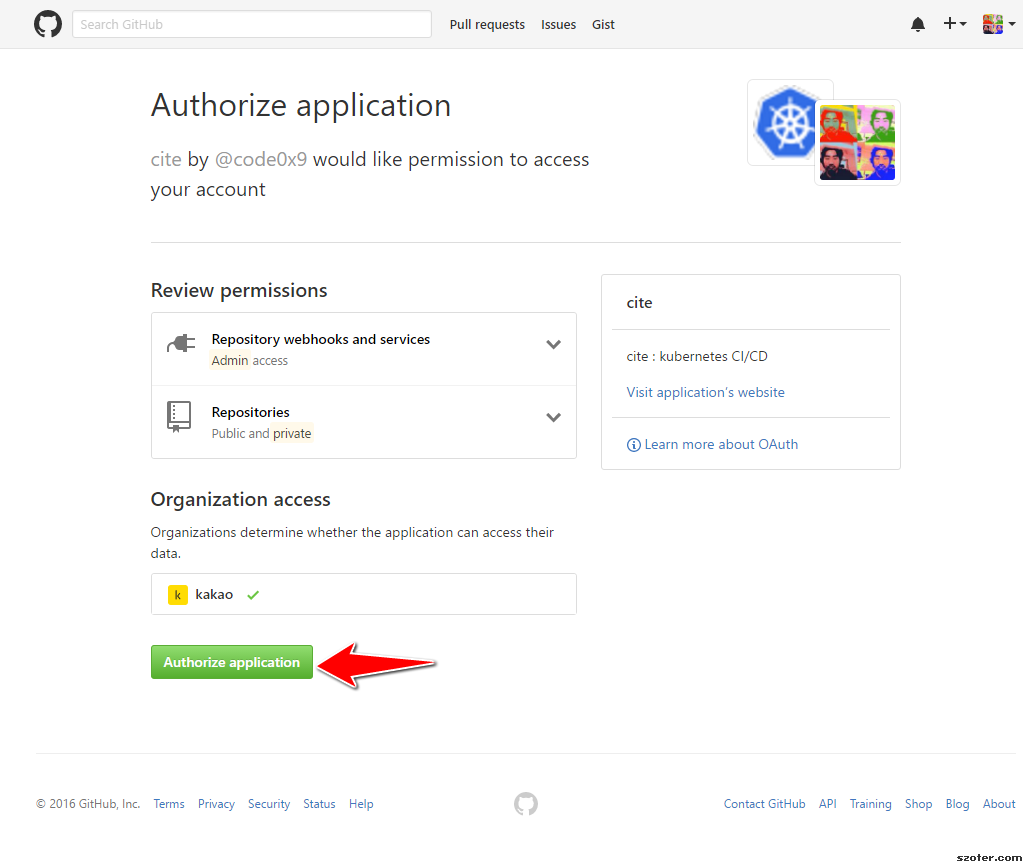 Search GitHub
Pull requests
Issues
Gist
Authorize application
cite by @code0x9 would like permission to access
your account
Review permissions
Repository webhooks and services
Admin access
Repositories
Public and private
cite
cite : kubernetes CI/CD
Visit application's website
Learn more about OAuth
Organization access
Organizations determine whether the application can access their
data.
k kakao
Authorize application
© 2016 GitHub, Inc. Terms Privacy Security Status Help
Contact GitHub API Training Shop Blog About
szoter.com